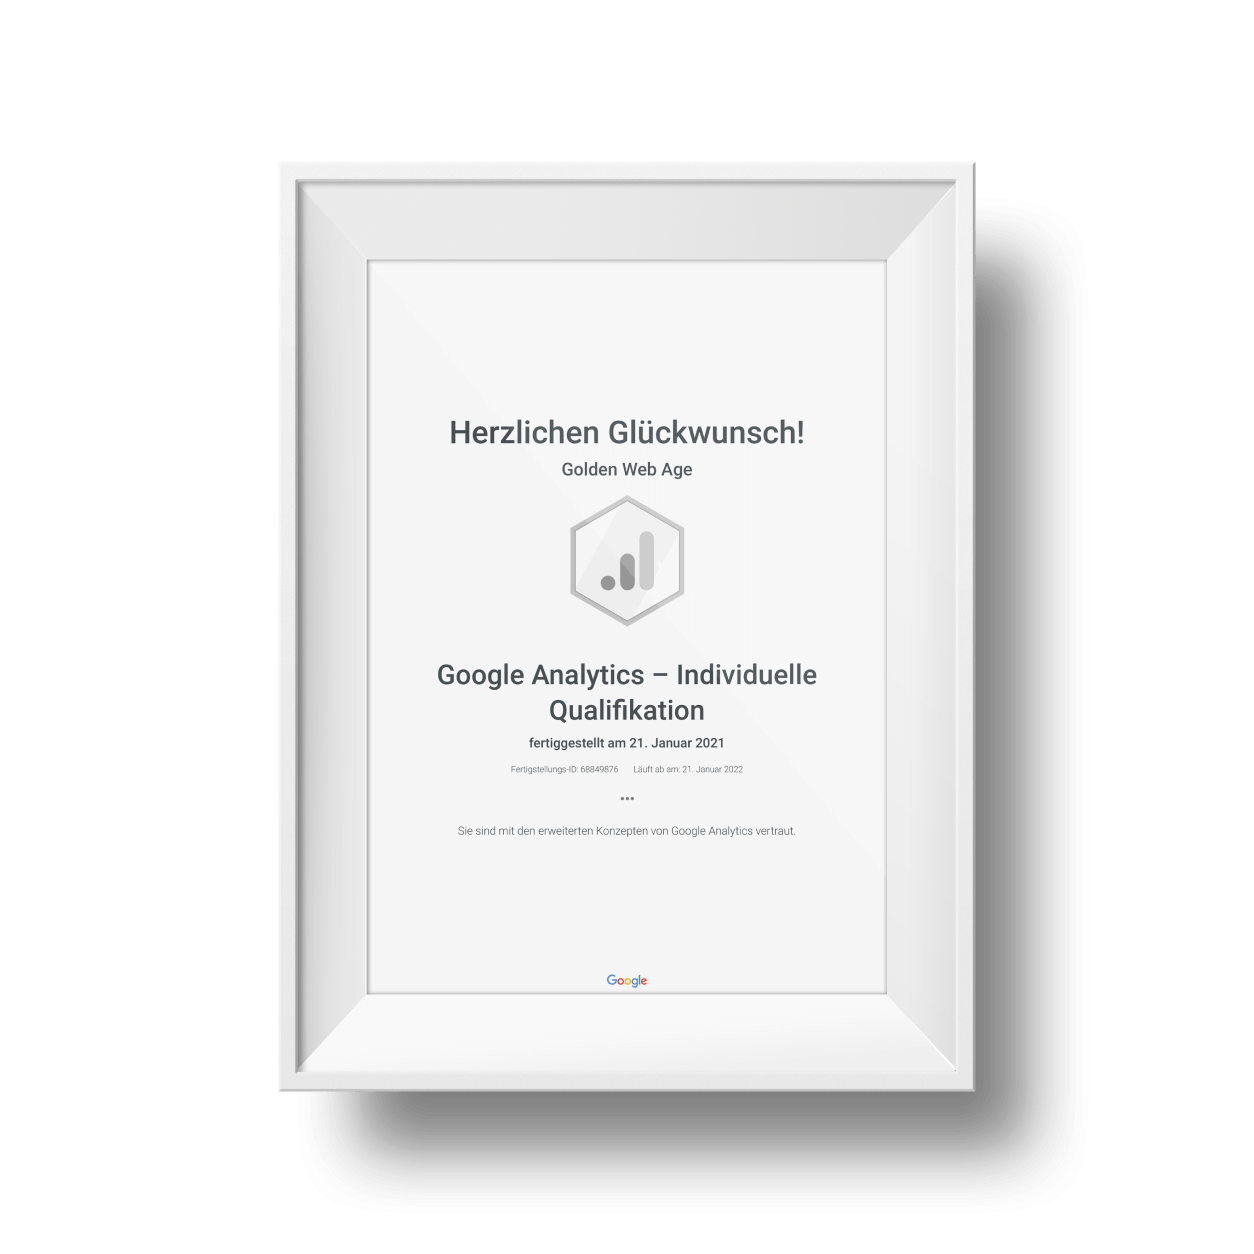 Herzlichen Glückwunsch!
Golden Web Age
Google Analytics – Individuelle
Qualifikation
fertiggestellt am 21. Januar 2021
Fertigstellungs-ID: 68849876 Läuft ab am: 21. Januar 2022
Sie sind mit den erweiterten Konzepten von Google Analytics vertraut.
Google